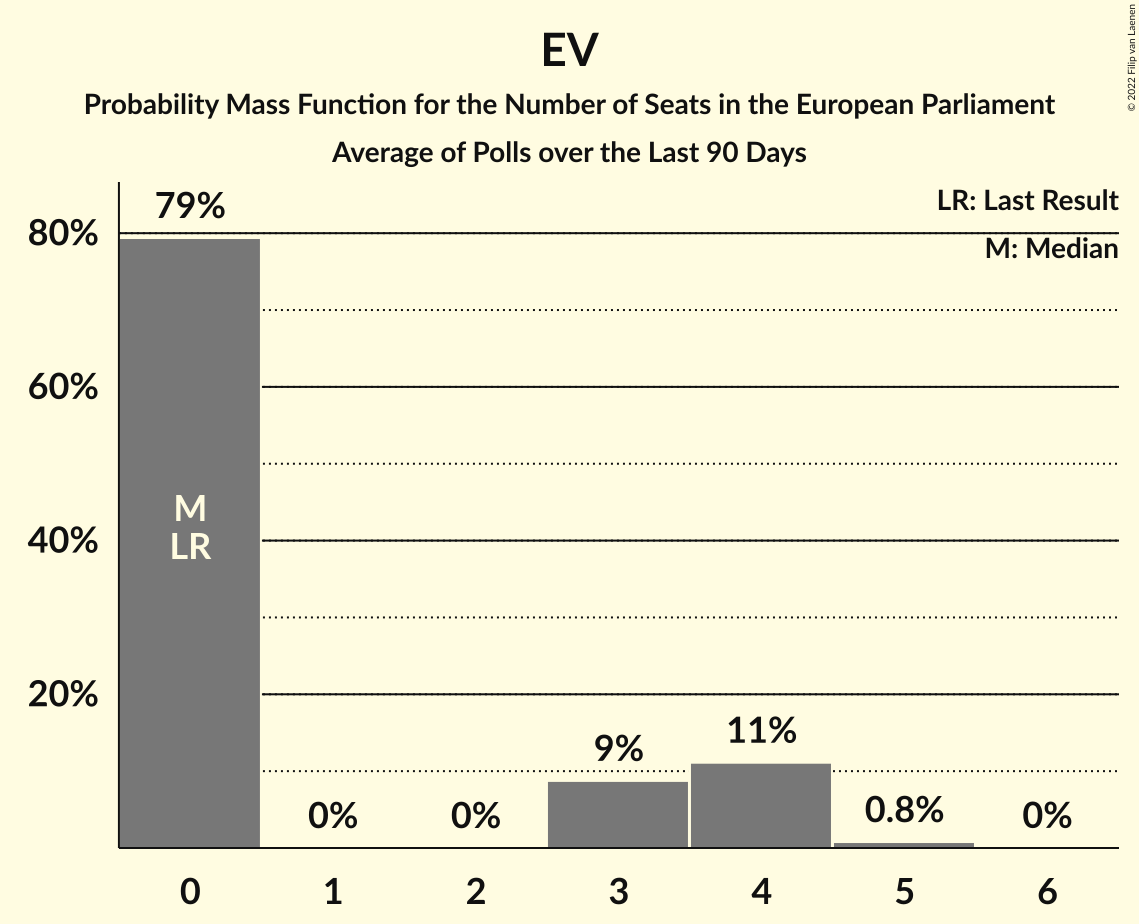 EV
Probability Mass Function for the Number of Seats in the European Parliament
Average of Polls over the Last 90 Days
© 2022 Filip van Laenen
LR: Last Result
M: Median
80%
60%
40%
20%
79%
M
LR
0%
0%
9%
11%
0.8%
0%
0 1 2 3 4 5 6